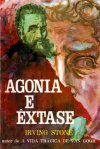 AGONIA
E
ÊXTASE
IRVING STONE
autor de A VIDA TRÁGICA DE VAN GOGH